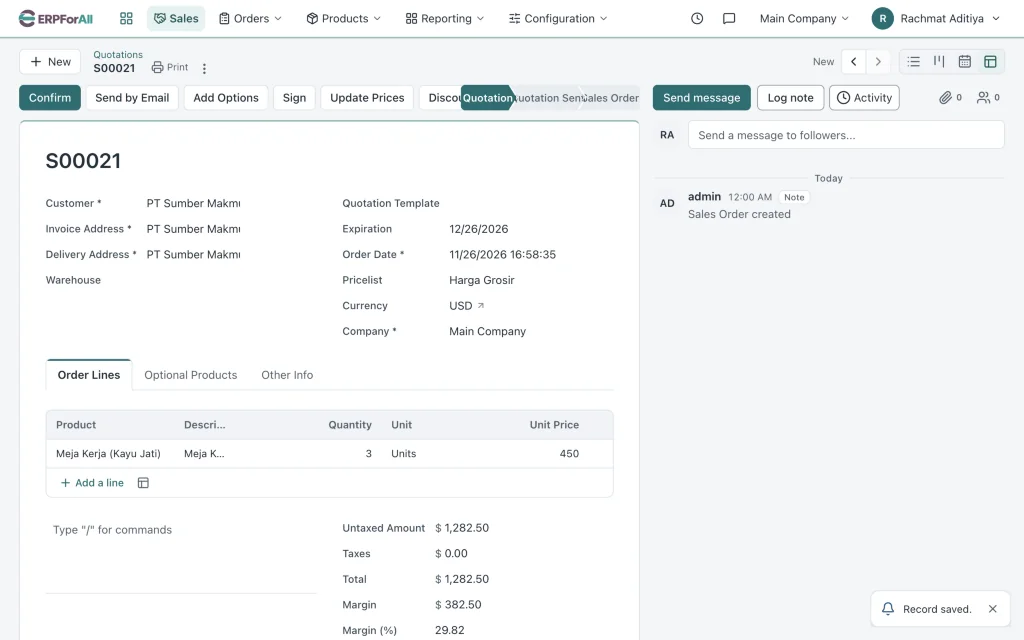 ERPForAll
Sales
Orders
Products
Reporting
Configuration
Main Company
R
Rachmat Aditiya
New
Quotations
S00021
Print
New
Confirm
Send by Email
Add Options
Sign
Update Prices
Discou
Quotation
uotation Sen
Sales Order
Send message
Log note
Activity
0
0
RA
Send a message to followers...
Today
AD
admin 12:00 AM Note
Sales Order created
S00021
Customer * PT Sumber Makmu
Invoice Address * PT Sumber Makmu
Delivery Address * PT Sumber Makmu
Warehouse
Quotation Template
Expiration 12/26/2026
Order Date * 11/26/2026 16:58:35
Pricelist Harga Grosir
Currency USD
Company * Main Company
Order Lines
Optional Products
Other Info
Product Descri... Quantity Unit Unit Price
Meja Kerja (Kayu Jati) Meja K... 3 Units 450
Add a line
Type "/" for commands
Untaxed Amount $ 1,282.50
Taxes $ 0.00
Total $ 1,282.50
Margin $ 382.50
Margin (%) 29.82
Record saved.